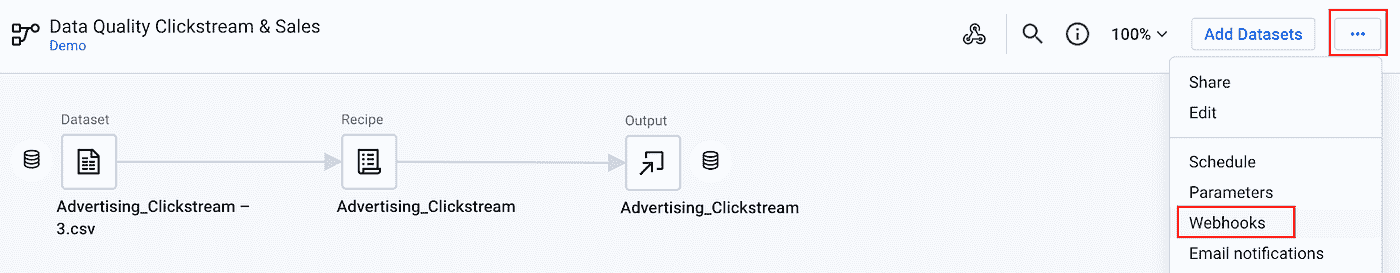 Data Quality Clickstream & Sales
Demo
100%
Add Datasets
...
Share
Edit
Schedule
Parameters
Webhooks
Email notifications
Dataset
Recipe
Output
Advertising_Clickstream –
3.csv
Advertising_Clickstream
Advertising_Clickstream